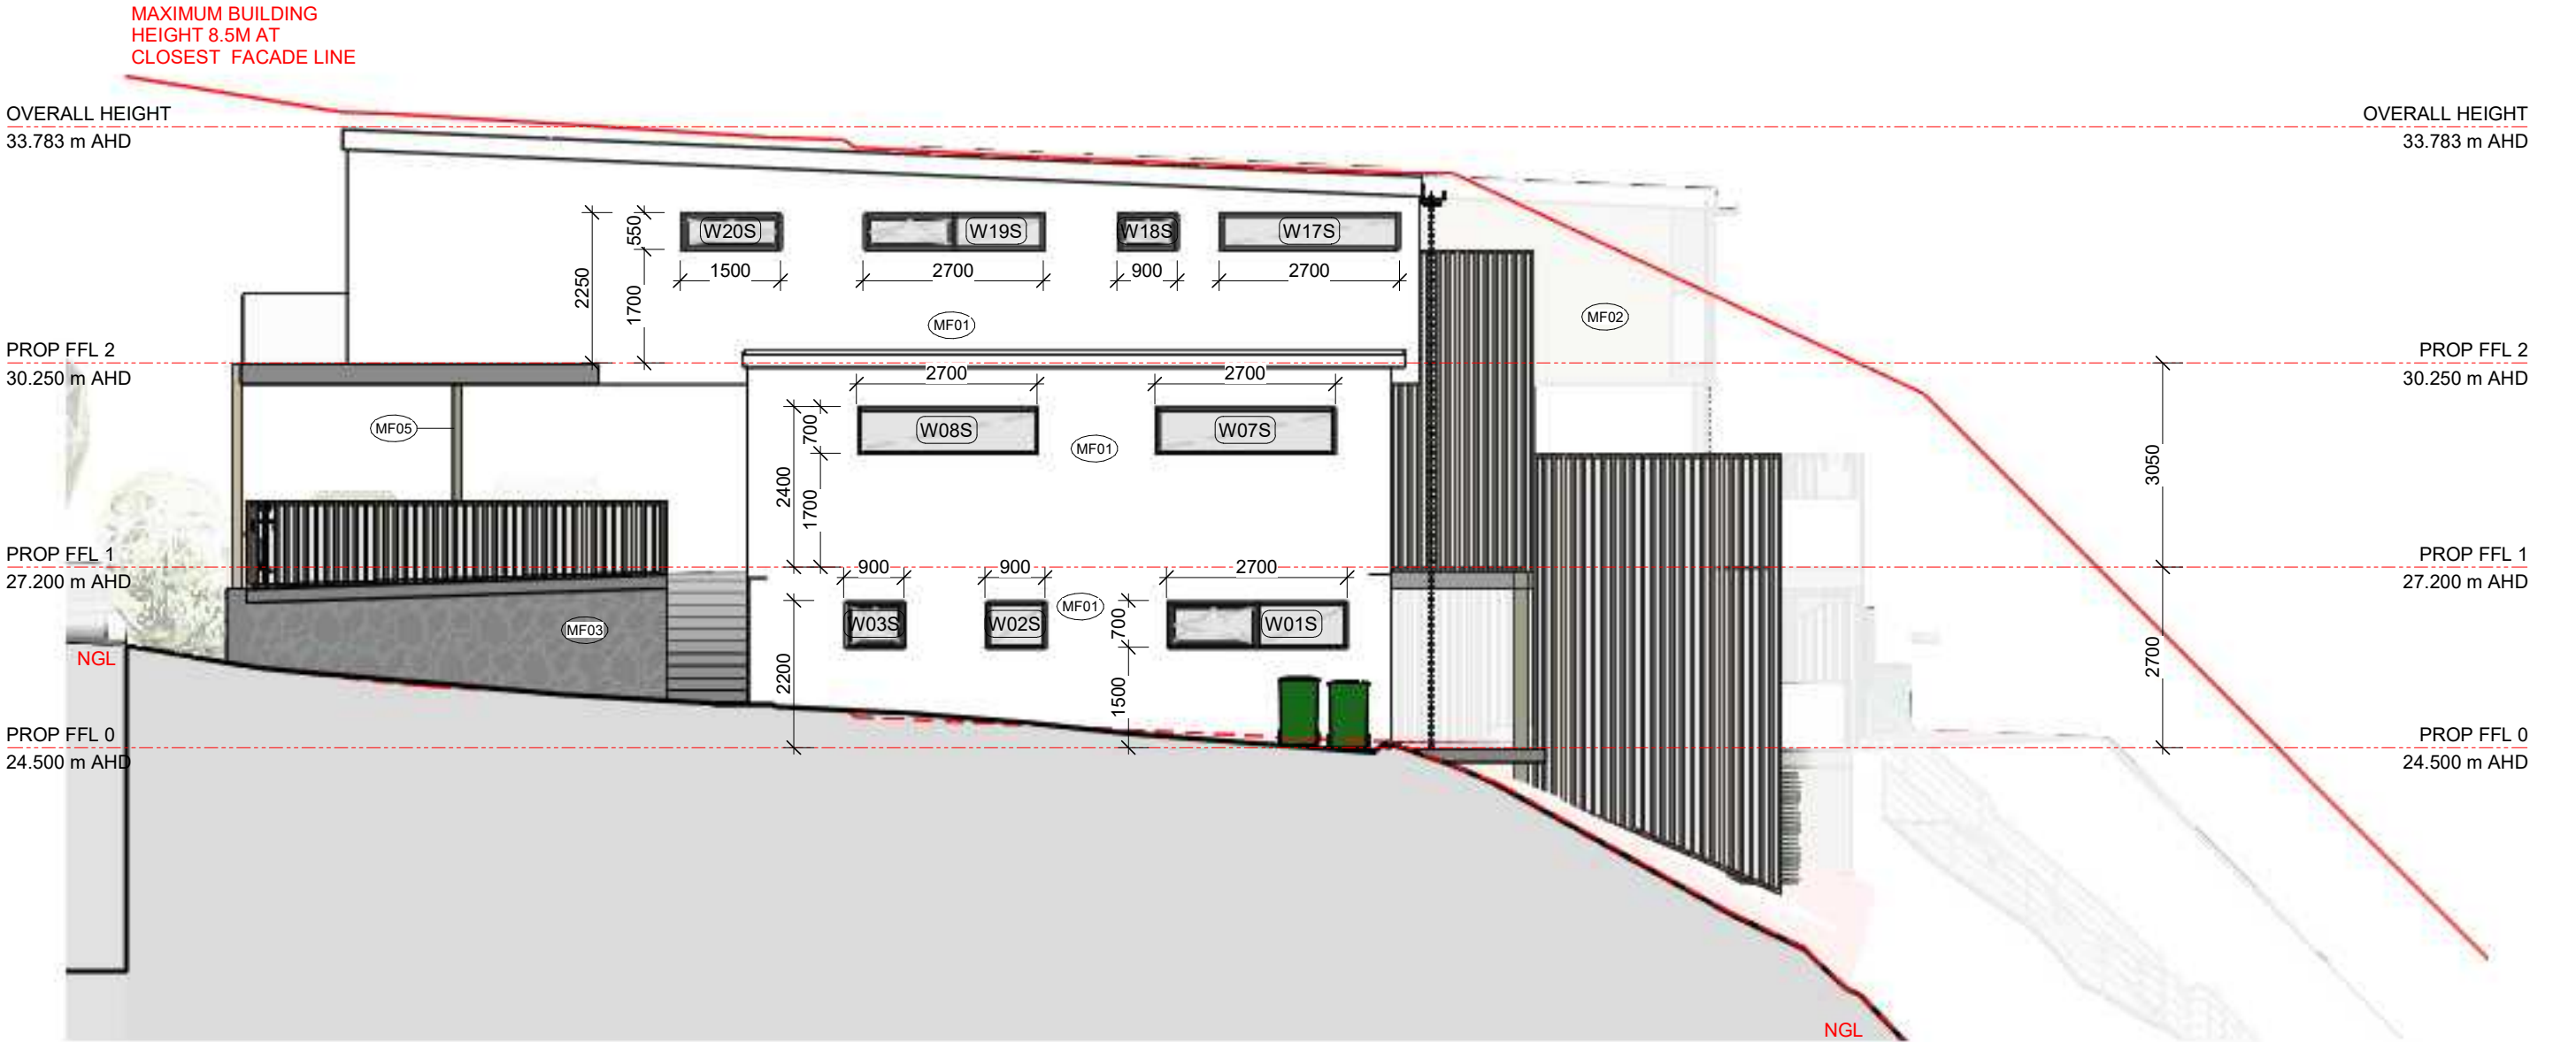 MAXIMUM BUILDING
HEIGHT 8.5M AT
CLOSEST FACADE LINE
OVERALL HEIGHT
33.783 m AHD
OVERALL HEIGHT
33.783 m AHD
550
2250
1700
W20S
W19S
W18S
W17S
1500
2700
900
2700
MF01
MF02
PROP FFL 2
30.250 m AHD
PROP FFL 2
30.250 m AHD
2700
2700
MF05
700
2400
1700
W08S
W07S
MF01
3050
PROP FFL 1
27.200 m AHD
PROP FFL 1
27.200 m AHD
900
900
2700
MF01
MF03
W03S
W02S
W01S
700
2200
1500
2700
NGL
PROP FFL 0
24.500 m AHD
PROP FFL 0
24.500 m AHD
NGL